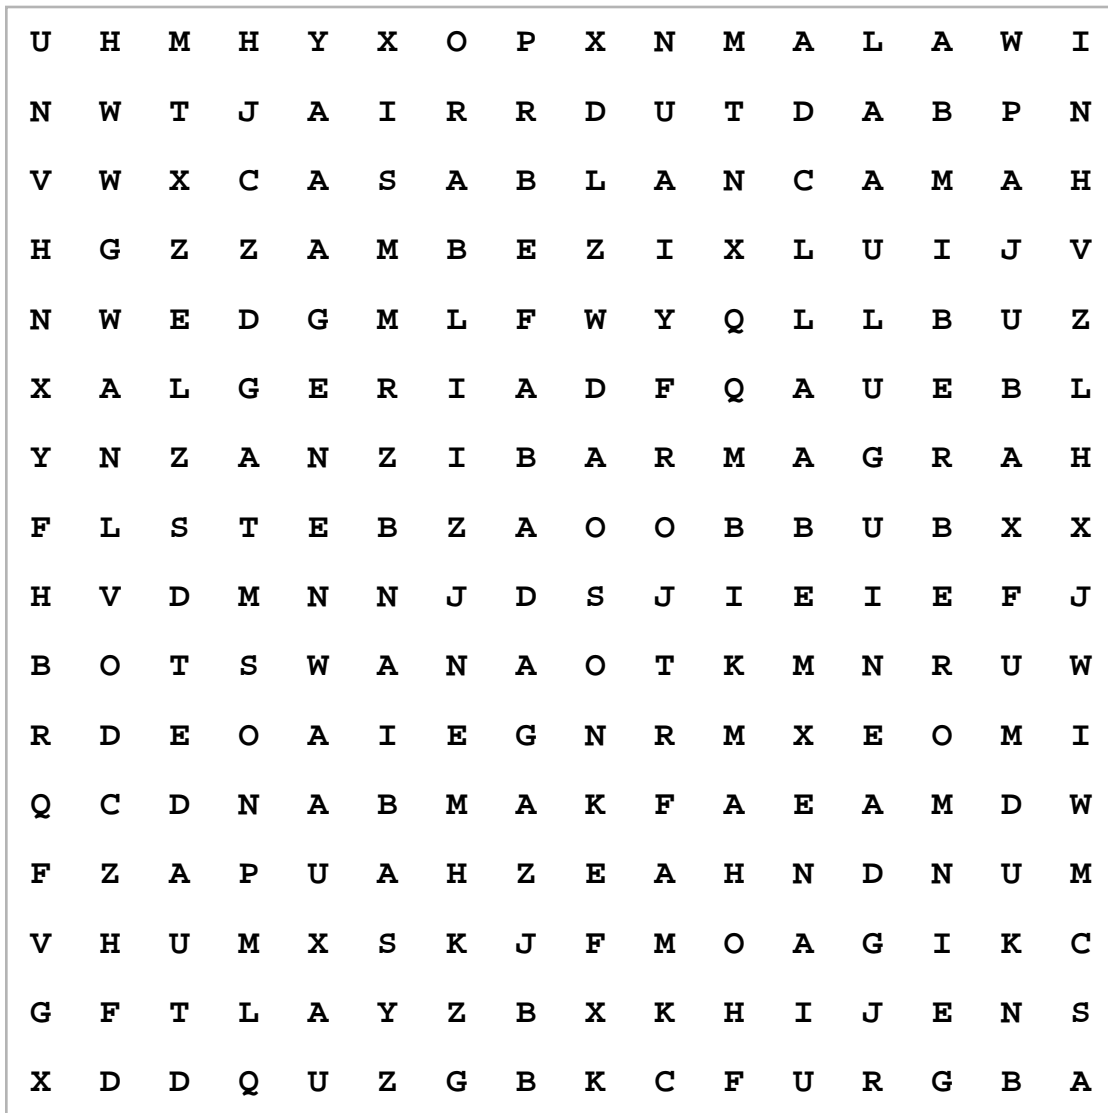 U H M H Y X O P X N M A L A W I
N W T J A I R R D U T D A B P N
V W X C A S A B L A N C A M A H
H G Z Z A M B E Z I X L U I J V
N W E D G M L F W Y Q L L B U Z
X A L G E R I A D F Q A U E B L
Y N Z A N Z I B A R M A G R A H
F L S T E B Z A O O B B U B X X
H V D M N N J D S J I E I E F J
B O T S W A N A O T K M N R U W
R D E O A I E G N R M X E O M I
Q C D N A B M A K F A E A M D W
F Z A P U A H Z E A H N D N U M
V H U M X S K J F M O A G I K C
G F T L A Y Z B X K H I J E N S
X D D Q U Z G B K C F U R G B A